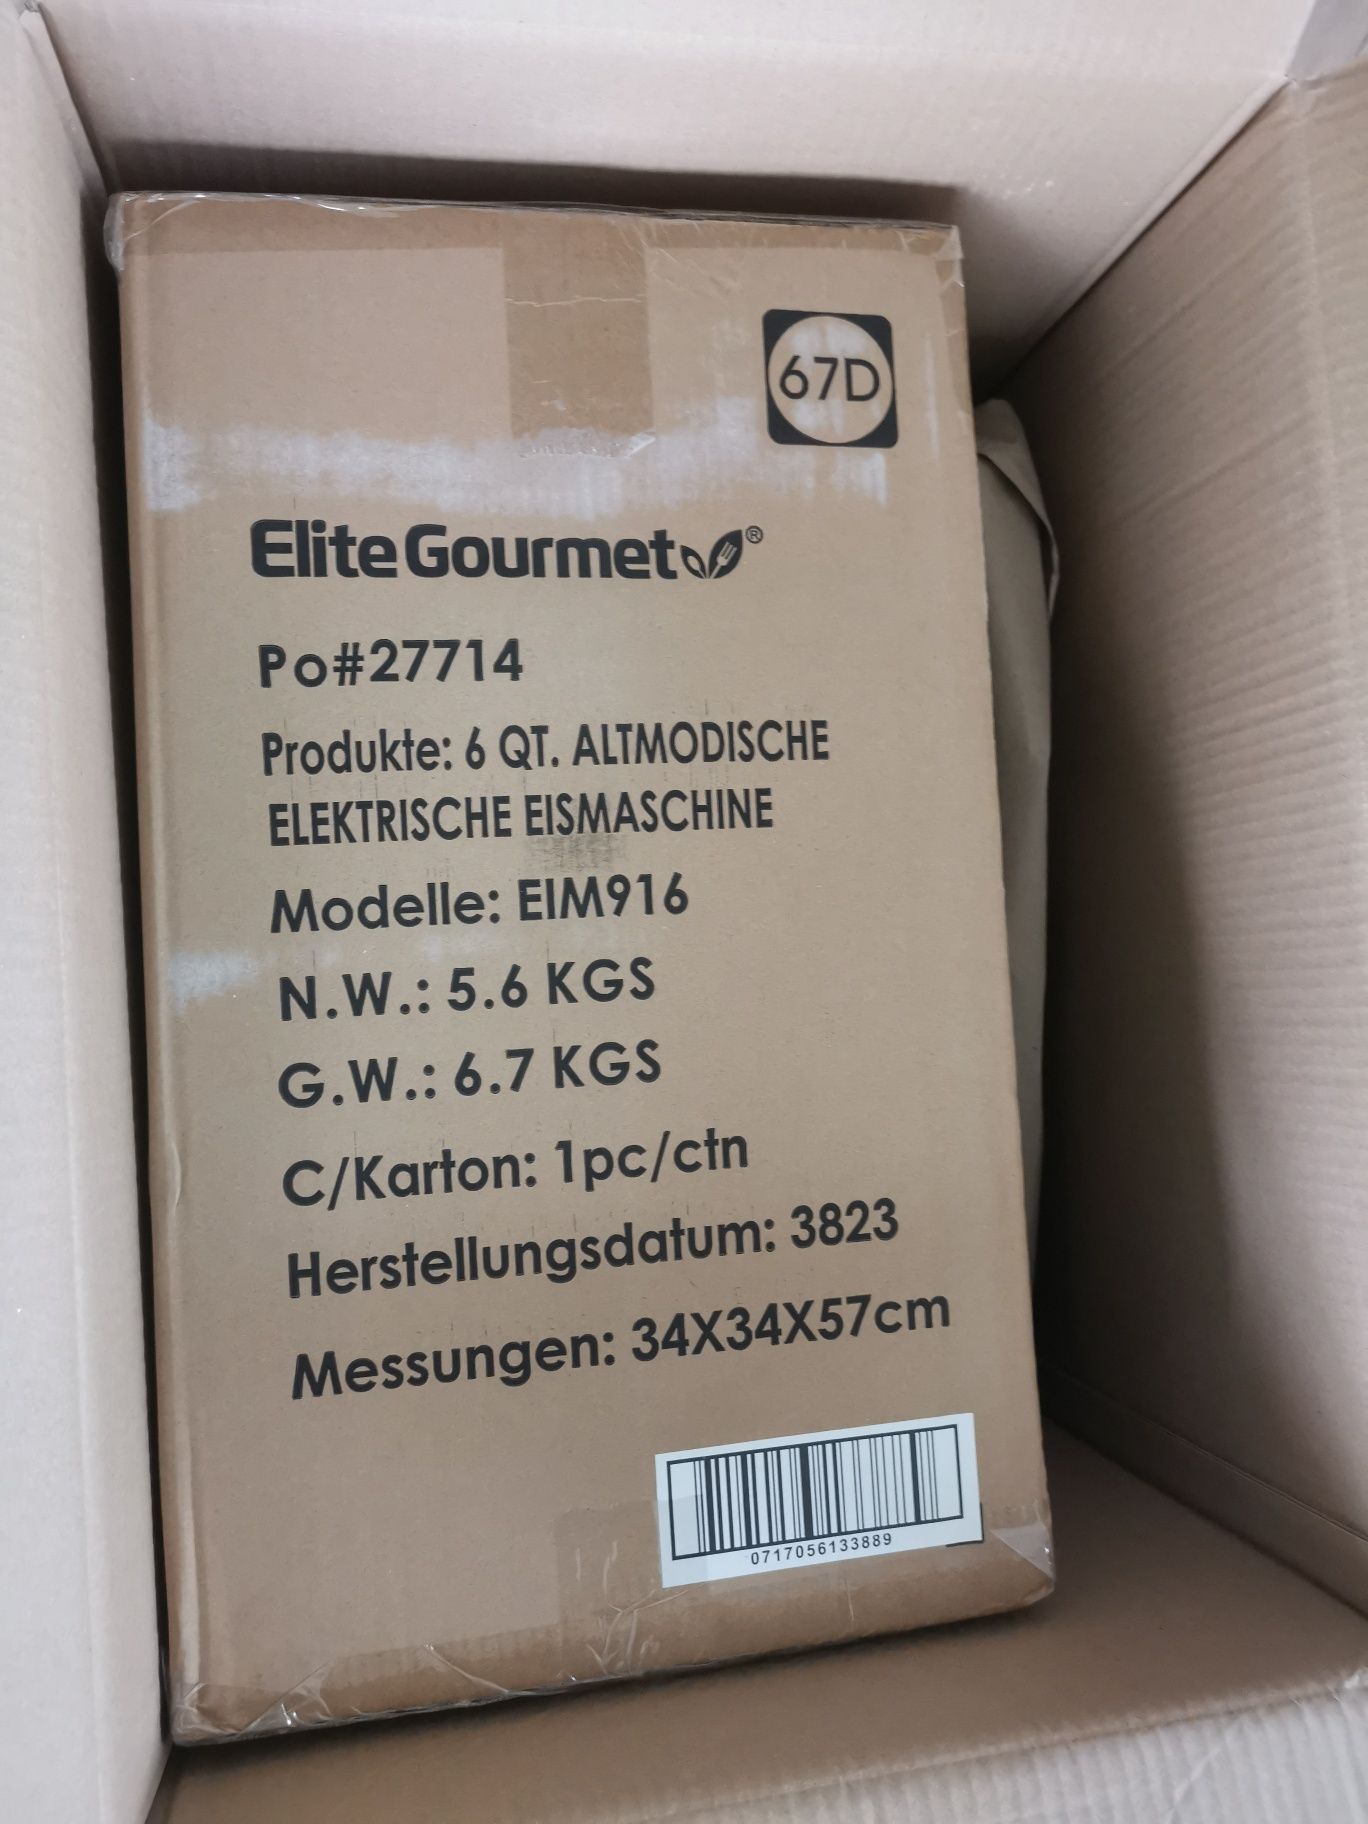 67D
Elite Gourmet®
Po#27714
Produkte: 6 QT. ALTMODISCHE
ELEKTRISCHE EISMASCHINE
Modelle: EIM916
N.W.: 5.6 KGS
G.W.: 6.7 KGS
C/Karton: 1pc/ctn
Herstellungsdatum: 3823
Messungen: 34X34X57cm
0717056133889